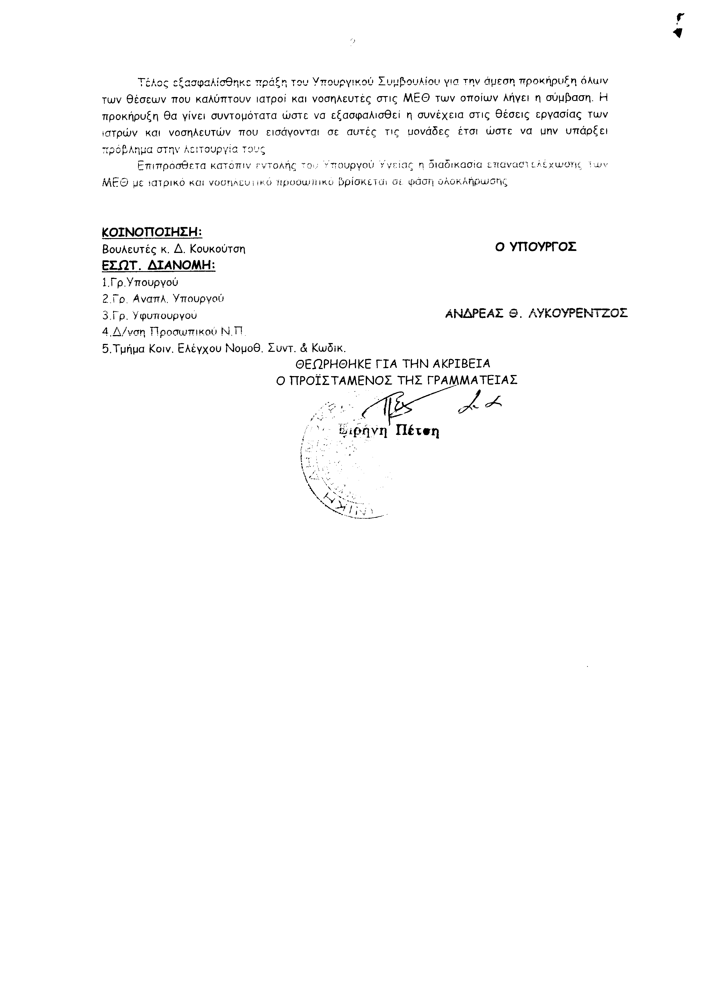 2
Τέλος εξασφαλίσθηκε πράξη του Υπουργικού Συμβουλίου για την άμεση προκήρυξη όλων
των θέσεων που καλύπτουν ιατροί και νοσηλευτές στις ΜΕΘ των οποίων λήγει η σύμβαση. Η
προκήρυξη θα γίνει συντομότατα ώστε να εξασφαλισθεί η συνέχεια στις θέσεις εργασίας των
ιατρών και νοσηλευτών που εισάγονται σε αυτές τις μονάδες έτσι ώστε να μην υπάρξει
πρόβλημα στην λειτουργία τους
Επιπρόσθετα κατόπιν εντολής του Υπουργού Υγείας η διαδικασία επαναστελέχωσης των
ΜΕΘ με ιατρικό και νοσηλευτικό προσωπικό βρίσκεται σε φάση ολοκλήρωσης
ΚΟΙΝΟΠΟΙΗΣΗ:
Βουλευτές κ. Δ. Κουκούτση
Ο ΥΠΟΥΡΓΟΣ
ΕΣΩΤ. ΔΙΑΝΟΜΗ:
1.Γρ.Υπουργού
2.Γρ. Αναπλ. Υπουργού
3.Γρ. Υφυπουργού
ΑΝΔΡΕΑΣ Θ. ΛΥΚΟΥΡΕΝΤΖΟΣ
4.Δ/νση Προσωπικού Ν.Π.
5.Τμήμα Κοιν. Ελέγχου Νομοθ. Συντ. & Κωδικ.
ΘΕΩΡΗΘΗΚΕ ΓΙΑ ΤΗΝ ΑΚΡΙΒΕΙΑ
Ο ΠΡΟΪΣΤΑΜΕΝΟΣ ΤΗΣ ΓΡΑΜΜΑΤΕΙΑΣ
Ειρήνη Πέτση